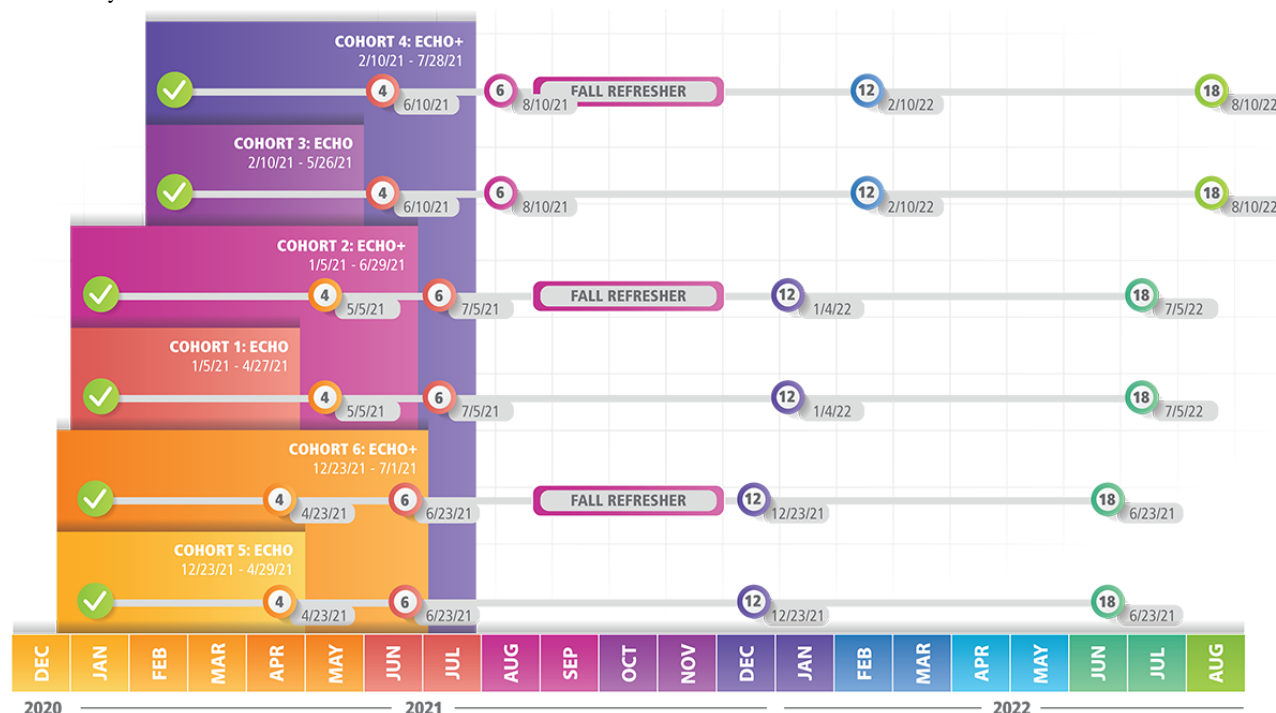 COHORT 4: ECHO+
2/10/21 - 7/28/21
4 6 FALL REFRESHER 12 18
6/10/21 8/10/21 2/10/22 8/10/22
COHORT 3: ECHO
2/10/21 - 5/26/21
4 6 12 18
6/10/21 8/10/21 2/10/22 8/10/22
COHORT 2: ECHO+
1/5/21 - 6/29/21
4 6 FALL REFRESHER 12 18
5/5/21 7/5/21 1/4/22 7/5/22
COHORT 1: ECHO
1/5/21 - 4/27/21
4 6 12 18
5/5/21 7/5/21 1/4/22 7/5/22
COHORT 6: ECHO+
12/23/21 - 7/1/21
4 6 FALL REFRESHER 12 18
4/23/21 6/23/21 12/23/21 6/23/21
COHORT 5: ECHO
12/23/21 - 4/29/21
4 6 12 18
4/23/21 6/23/21 12/23/21 6/23/21
DEC JAN FEB MAR APR MAY JUN JUL AUG SEP OCT NOV DEC JAN FEB MAR APR MAY JUN JUL AUG
2020 2021 2022